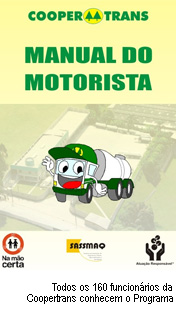 COOPER TRANS
MANUAL DO
MOTORISTA
Na mão
certa
SASSMAQ
Atuação Responsável
Todos os 160 funcionários da
Coopertrans conhecem o Programa